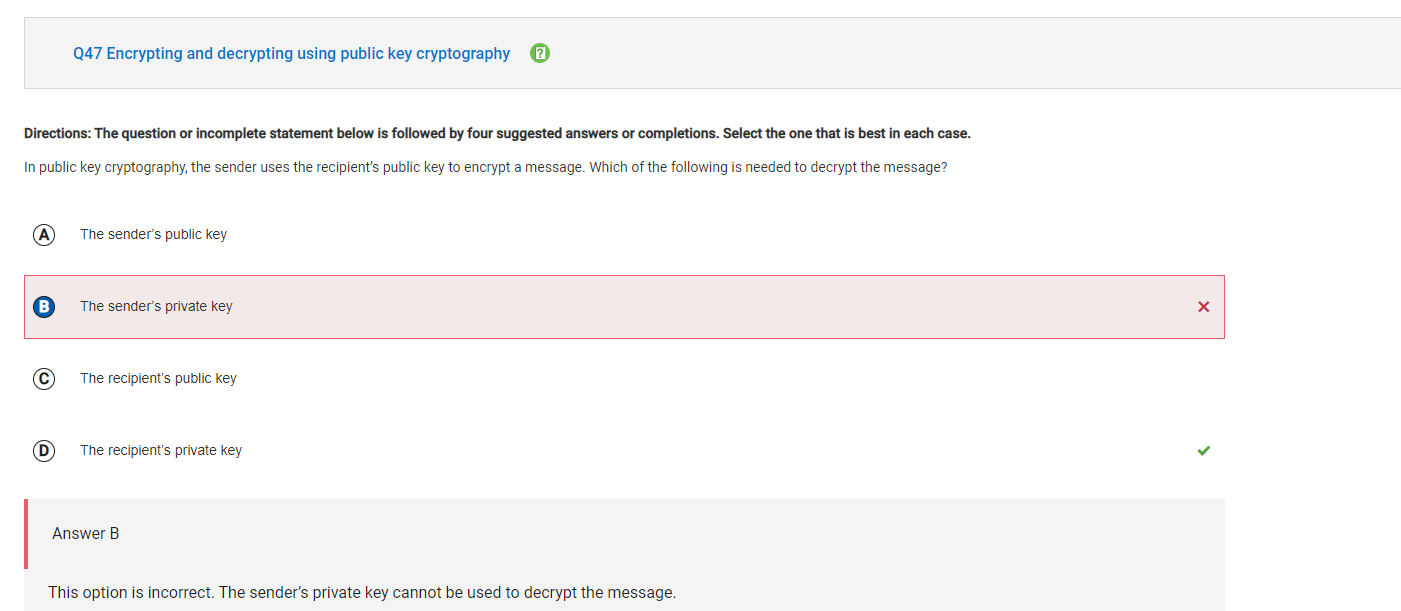 Q47 Encrypting and decrypting using public key cryptography ?
Directions: The question or incomplete statement below is followed by four suggested answers or completions. Select the one that is best in each case.
In public key cryptography, the sender uses the recipient's public key to encrypt a message. Which of the following is needed to decrypt the message?
A The sender's public key
B The sender's private key
C The recipient's public key
D The recipient's private key
Answer B
This option is incorrect. The sender's private key cannot be used to decrypt the message.